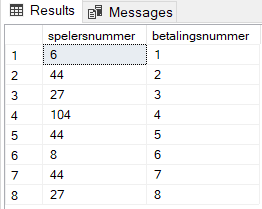 Results Messages
spelersnummer betalingsnummer
1 6 1
2 44 2
3 27 3
4 104 4
5 44 5
6 8 6
7 44 7
8 27 8